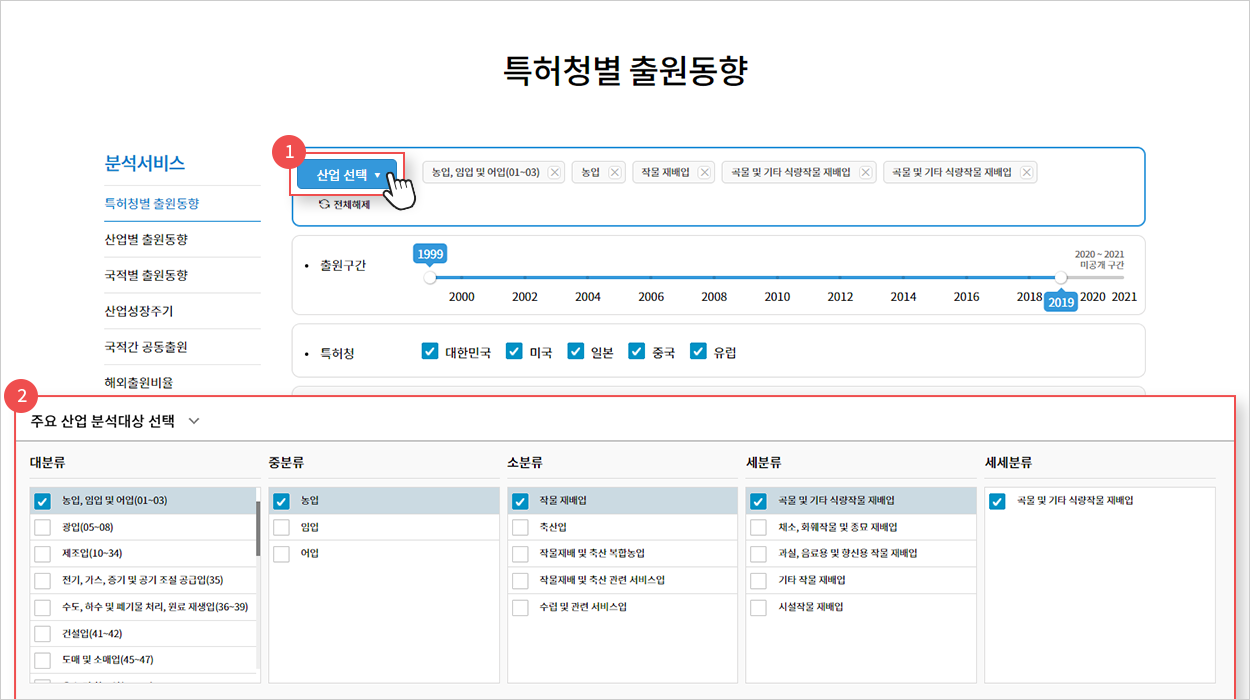 특허청별 출원동향
분석서비스
특허청별 출원동향
산업별 출원동향
국적별 출원동향
산업성장주기
국적간 공동출원
해외출원비율
1
산업 선택 ▼
농업, 임업 및 어업(01~03)
농업
작물 재배업
곡물 및 기타 식량작물 재배업
곡물 및 기타 식량작물 재배업
전체해제
• 출원구간
1999
2020 ~ 2021
미공개 구간
2000 2002 2004 2006 2008 2010 2012 2014 2016 2018 2019 2020 2021
• 특허청
대한민국 미국 일본 중국 유럽
2
주요 산업 분석대상 선택
대분류
농업, 임업 및 어업(01~03)
광업(05~08)
제조업(10~34)
전기, 가스, 증기 및 공기 조절 공급업(35)
수도, 하수 및 폐기물 처리, 원료 재생업(36~39)
건설업(41~42)
도매 및 소매업(45~47)
중분류
농업
임업
어업
소분류
작물 재배업
축산업
작물재배 및 축산 복합농업
작물재배 및 축산 관련 서비스업
수렵 및 관련 서비스업
세분류
곡물 및 기타 식량작물 재배업
채소, 화훼작물 및 종묘 재배업
과실, 음료용 및 향신용 작물 재배업
기타 작물 재배업
시설작물 재배업
세세분류
곡물 및 기타 식량작물 재배업